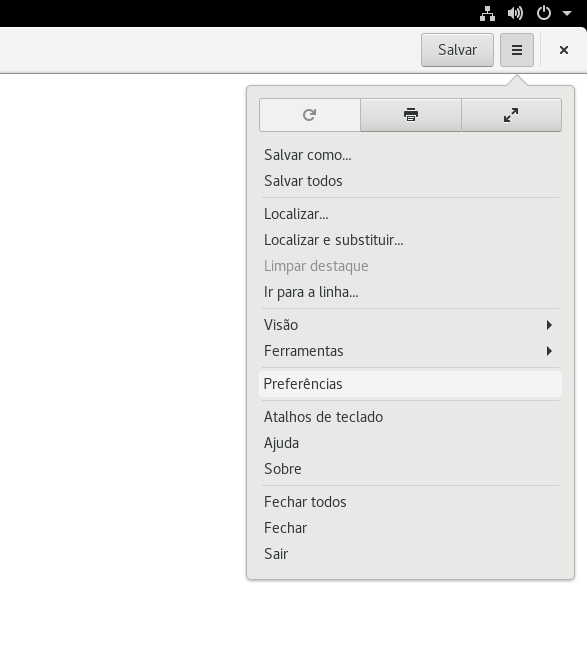 Salvar
Salvar como...
Salvar todos
Localizar...
Localizar e substituir...
Limpar destaque
Ir para a linha...
Visão
Ferramentas
Preferências
Atalhos de teclado
Ajuda
Sobre
Fechar todos
Fechar
Sair